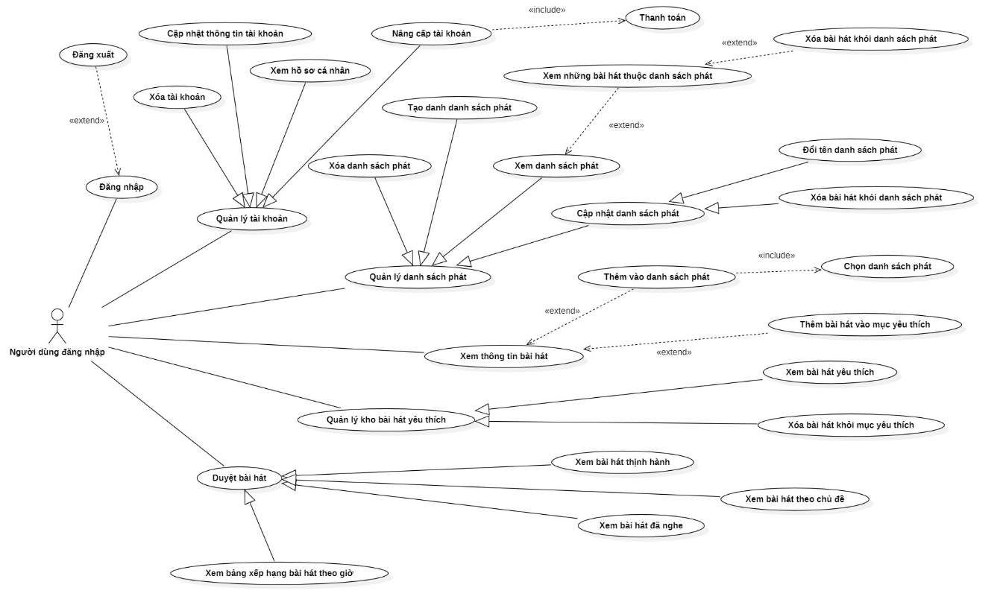 «include»
Thanh toán
Cập nhật thông tin tài khoản
Nâng cấp tài khoản
Xóa bài hát khỏi danh sách phát
«extend»
Đăng xuất
Xem hồ sơ cá nhân
Xem những bài hát thuộc danh sách phát
Xóa tài khoản
Tạo danh danh sách phát
«extend»
«extend»
Đổi tên danh sách phát
Xóa danh sách phát
Xem danh sách phát
Đăng nhập
Xóa bài hát khỏi danh sách phát
Quản lý tài khoản
Cập nhật danh sách phát
«include»
Chọn danh sách phát
Quản lý danh sách phát
Thêm vào danh sách phát
«extend»
Thêm bài hát vào mục yêu thích
Người dùng đăng nhập
Xem thông tin bài hát
«extend»
Xem bài hát yêu thích
Quản lý kho bài hát yêu thích
Xóa bài hát khỏi mục yêu thích
Xem bài hát thịnh hành
Duyệt bài hát
Xem bài hát theo chủ đề
Xem bài hát đã nghe
Xem bảng xếp hạng bài hát theo giờ